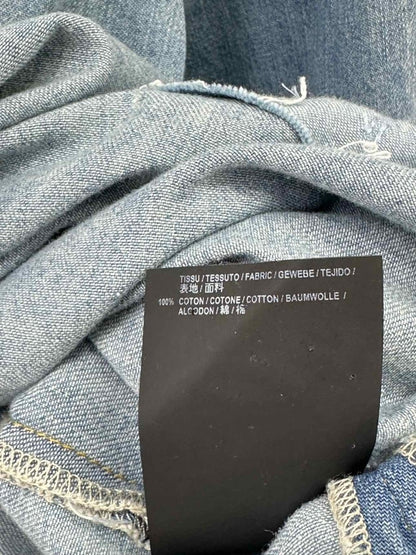 TISSU / TESSUTO / FABRIC / GEWEBE / TEJIDO /
表地 / 面料
100% COTON / COTONE / COTTON / BAUMWOLLE /
ALGODON / 綿 / 棉